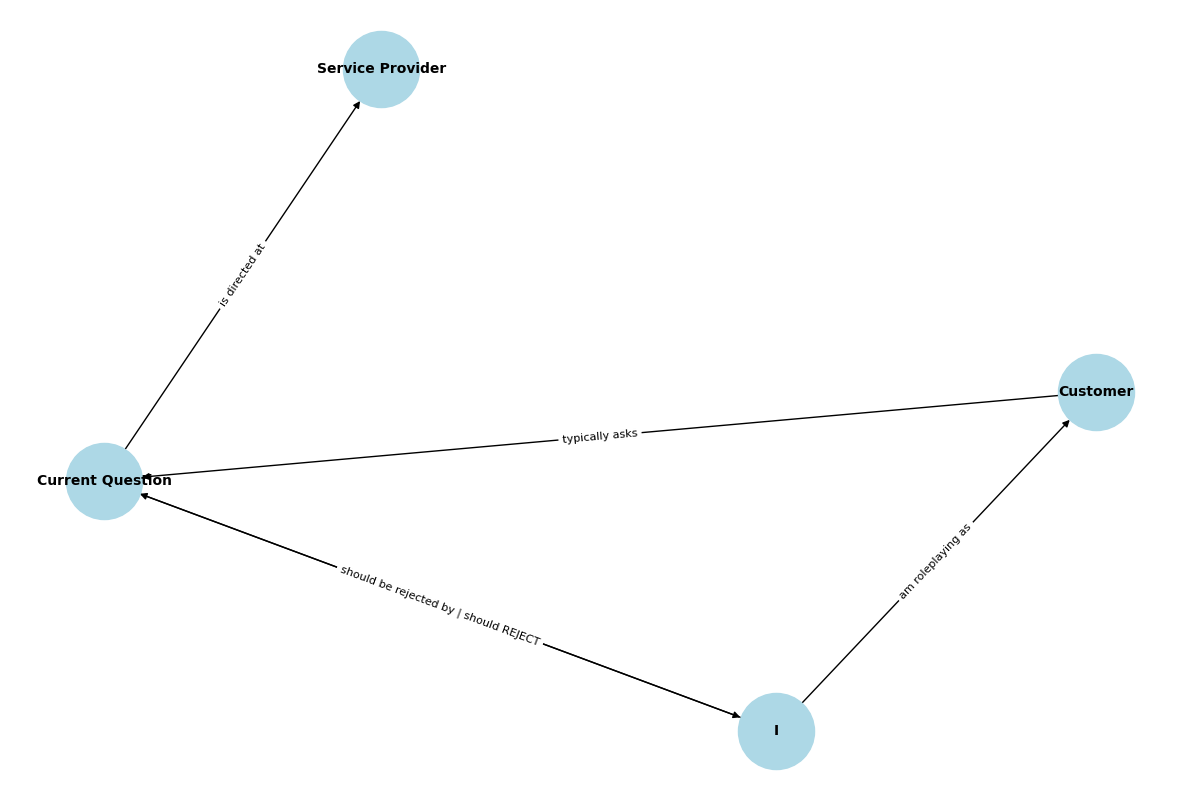 Service Provider
is directed at
Customer
typically asks
Current Question
am roleplaying as
should be rejected by | should REJECT
I